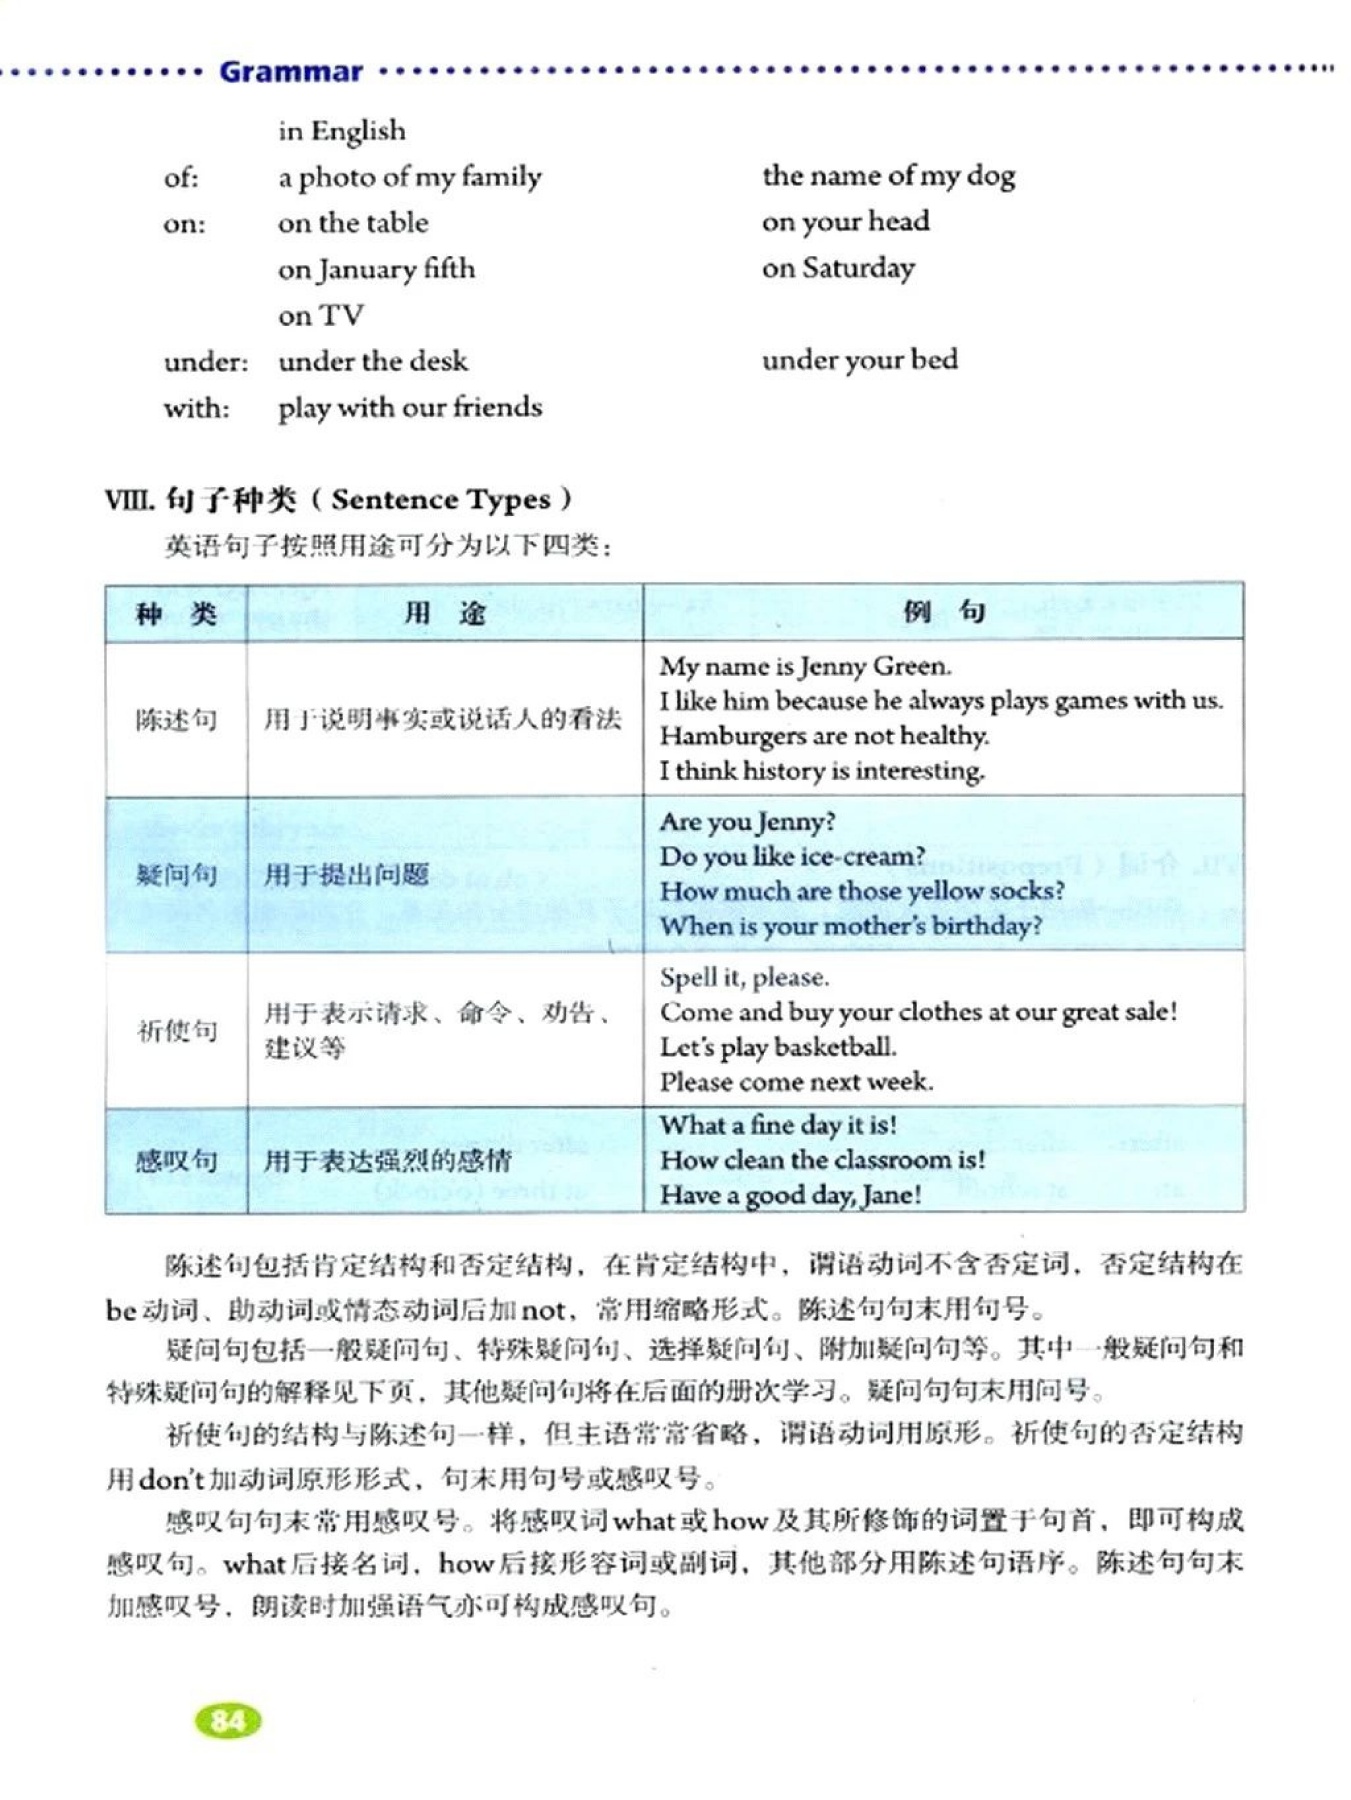 Grammar
in English
of: a photo of my family the name of my dog
on: on the table on your head
on January fifth on Saturday
on TV
under: under the desk under your bed
with: play with our friends
VIII. 句子种类（Sentence Types）
英语句子按照用途可分为以下四类：
种 类 用 途 例 句
陈述句 用于说明事实或说话人的看法
My name is Jenny Green.
I like him because he always plays games with us.
Hamburgers are not healthy.
I think history is interesting.
疑问句 用于提出问题
Are you Jenny?
Do you like ice-cream?
How much are those yellow socks?
When is your mother's birthday?
祈使句 用于表示请求、命令、劝告、
建议等
Spell it, please.
Come and buy your clothes at our great sale!
Let's play basketball.
Please come next week.
感叹句 用于表达强烈的感情
What a fine day it is!
How clean the classroom is!
Have a good day, Jane!
陈述句包括肯定结构和否定结构，在肯定结构中，谓语动词不含否定词，否定结构在
be动词、助动词或情态动词后加not，常用缩略形式。陈述句句末用句号。
疑问句包括一般疑问句、特殊疑问句、选择疑问句、附加疑问句等。其中一般疑问句和
特殊疑问句的解释见下页，其他疑问句将在后面的册次学习。疑问句句末用问号。
祈使句的结构与陈述句一样，但主语常常省略，谓语动词用原形。祈使句的否定结构
用don't加动词原形形式，句末用句号或感叹号。
感叹句句末常用感叹号。将感叹词what或how及其所修饰的词置于句首，即可构成
感叹句。what后接名词，how后接形容词或副词，其他部分用陈述句语序。陈述句句末
加感叹号，朗读时加强语气亦可构成感叹句。
84